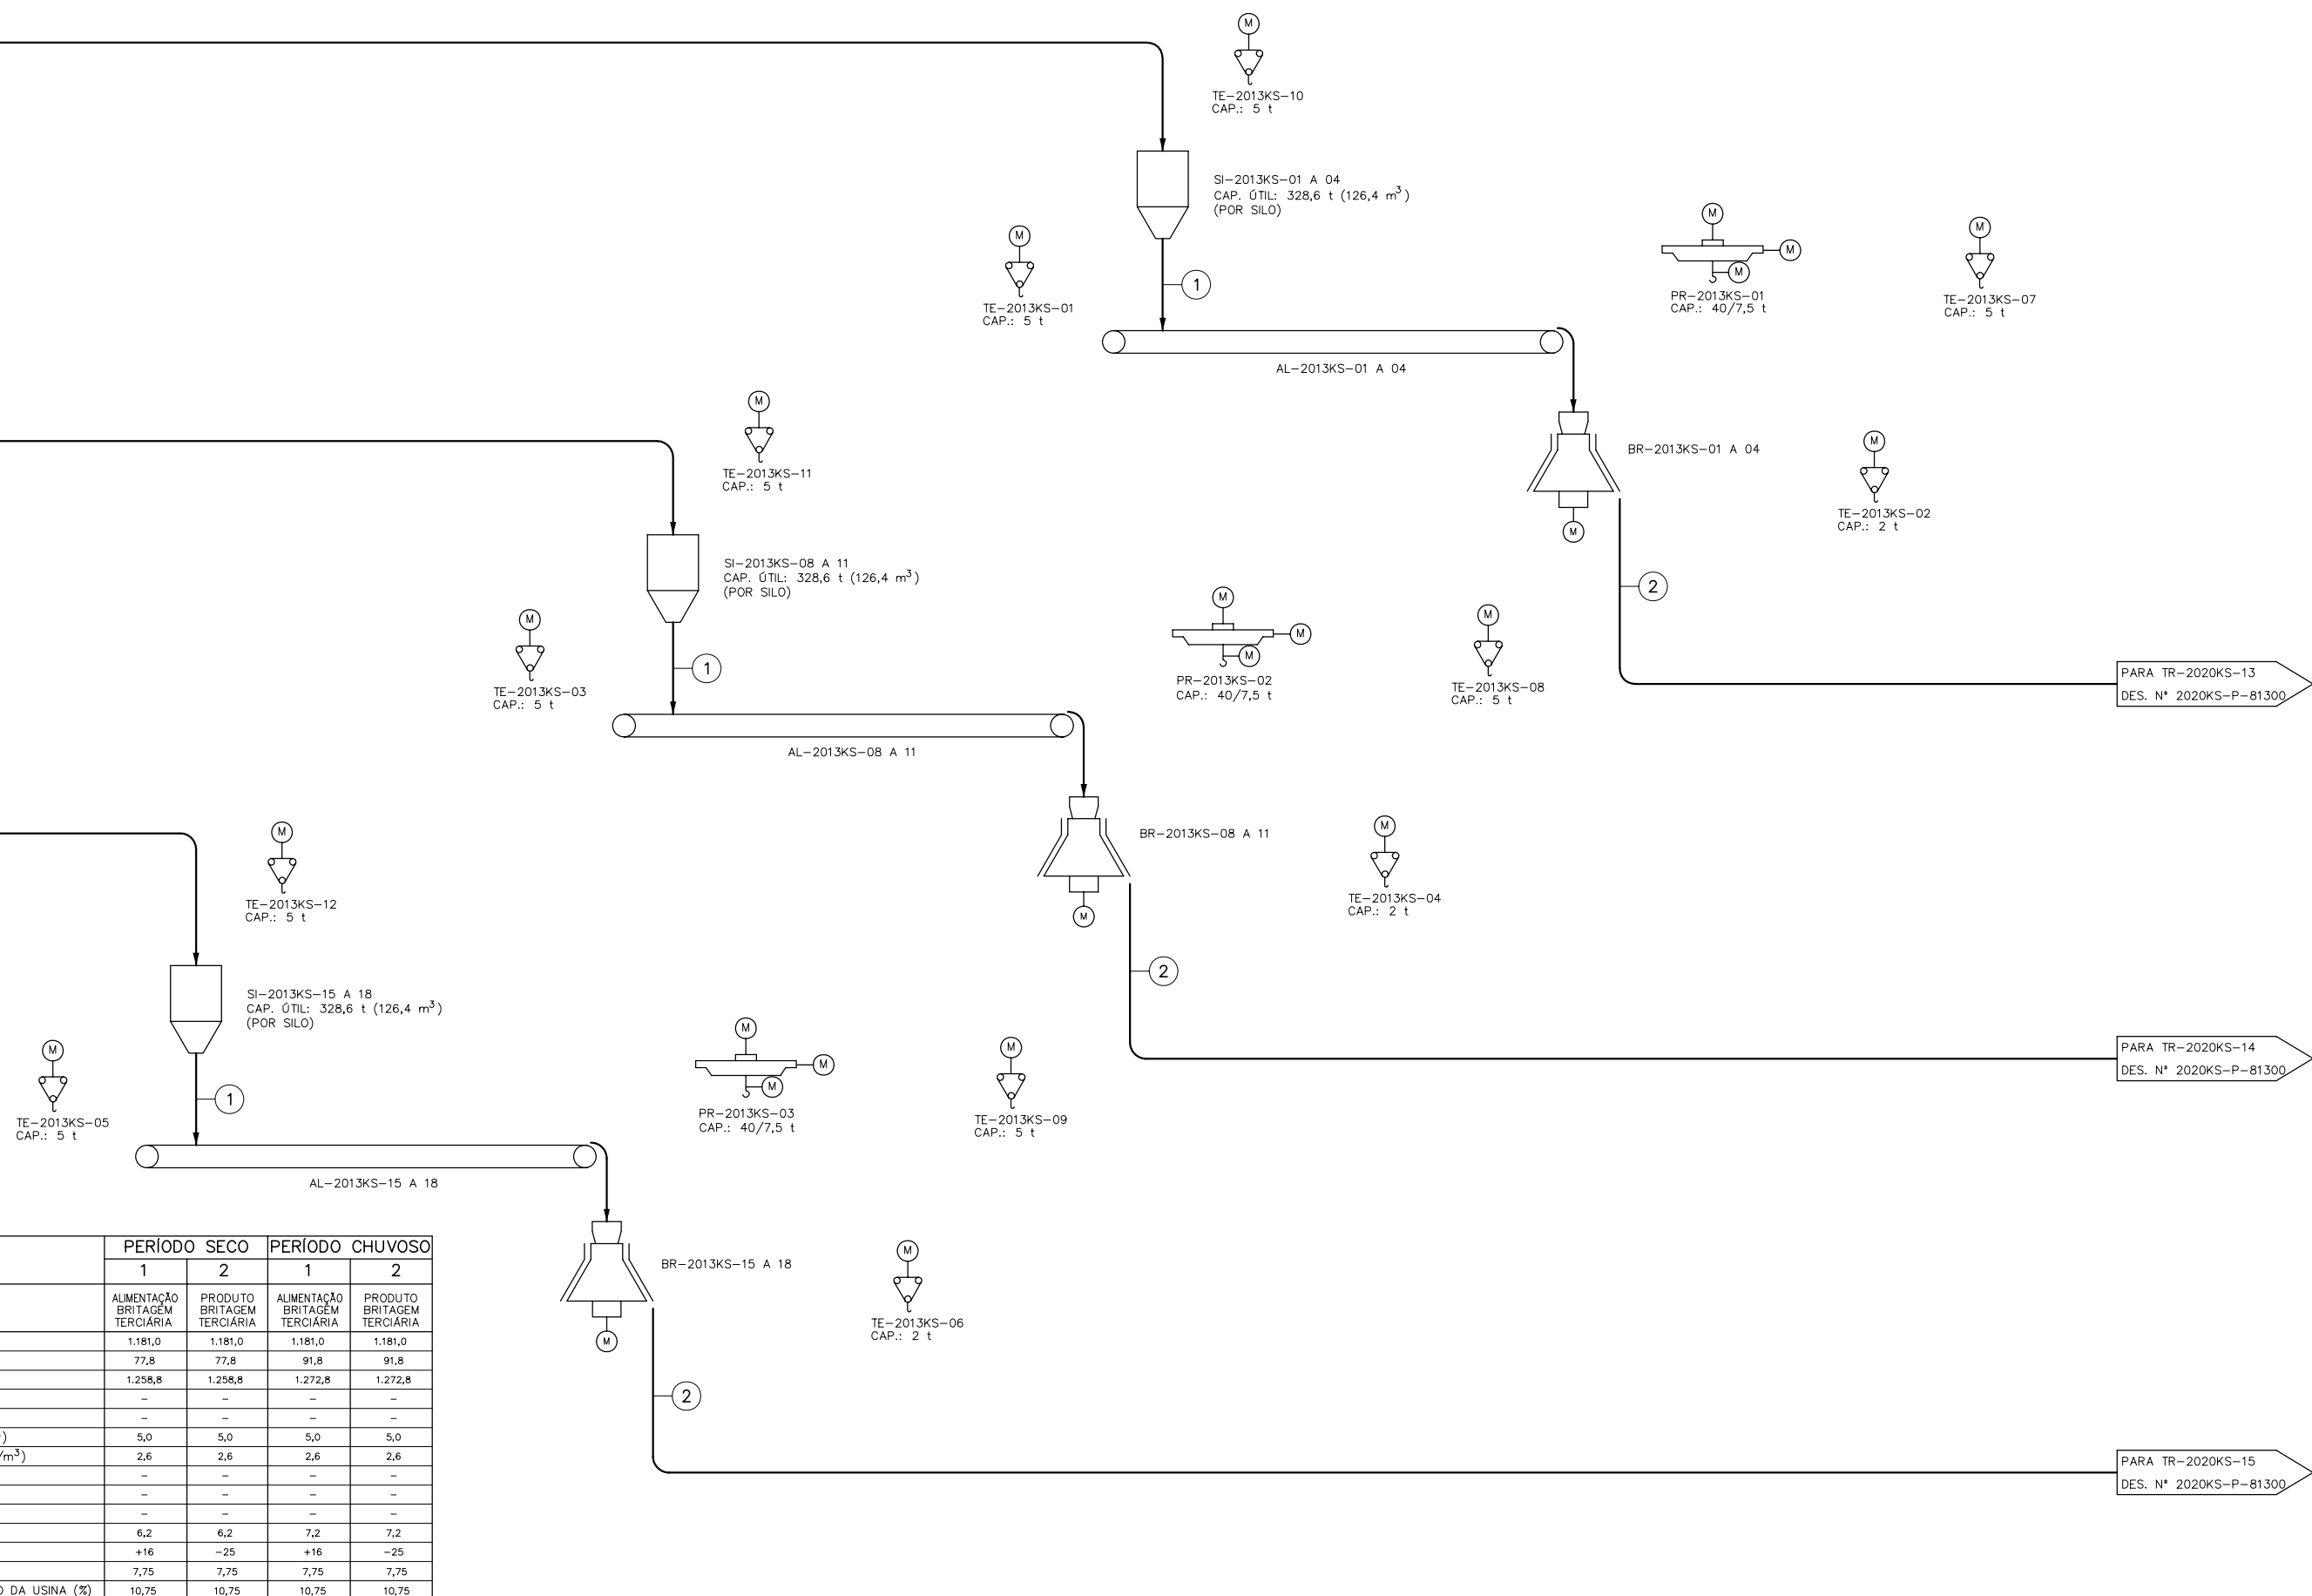 M
TE-2013KS-10
CAP.: 5 t
SI-2013KS-01 A 04
CAP. ÚTIL: 328,6 t (126,4 m³)
(POR SILO)
M
TE-2013KS-01
CAP.: 5 t
1
M
M
M
PR-2013KS-01
CAP.: 40/7,5 t
M
TE-2013KS-07
CAP.: 5 t
AL-2013KS-01 A 04
M
TE-2013KS-11
CAP.: 5 t
BR-2013KS-01 A 04
M
M
TE-2013KS-02
CAP.: 2 t
SI-2013KS-08 A 11
CAP. ÚTIL: 328,6 t (126,4 m³)
(POR SILO)
2
M
TE-2013KS-03
CAP.: 5 t
1
M
M
M
PR-2013KS-02
CAP.: 40/7,5 t
M
TE-2013KS-08
CAP.: 5 t
PARA TR-2020KS-13
DES. N° 2020KS-P-81300
AL-2013KS-08 A 11
M
TE-2013KS-12
CAP.: 5 t
BR-2013KS-08 A 11
M
M
TE-2013KS-04
CAP.: 2 t
SI-2013KS-15 A 18
CAP. ÚTIL: 328,6 t (126,4 m³)
(POR SILO)
2
M
TE-2013KS-05
CAP.: 5 t
1
M
M
M
PR-2013KS-03
CAP.: 40/7,5 t
M
TE-2013KS-09
CAP.: 5 t
PARA TR-2020KS-14
DES. N° 2020KS-P-81300
AL-2013KS-15 A 18
BR-2013KS-15 A 18
M
M
TE-2013KS-06
CAP.: 2 t
2
PARA TR-2020KS-15
DES. N° 2020KS-P-81300
PERÍODO SECO PERÍODO CHUVOSO
1 2 1 2
ALIMENTAÇÃO PRODUTO ALIMENTAÇÃO PRODUTO
BRITAGEM BRITAGEM BRITAGEM BRITAGEM
TERCIÁRIA TERCIÁRIA TERCIÁRIA TERCIÁRIA
1.181,0 1.181,0 1.181,0 1.181,0
77,8 77,8 91,8 91,8
1.258,8 1.258,8 1.272,8 1.272,8
- - - -
- - - -
) 5,0 5,0 5,0 5,0
/m³) 2,6 2,6 2,6 2,6
- - - -
- - - -
- - - -
6,2 6,2 7,2 7,2
+16 -25 +16 -25
7,75 7,75 7,75 7,75
DA USINA (%) 10,75 10,75 10,75 10,75